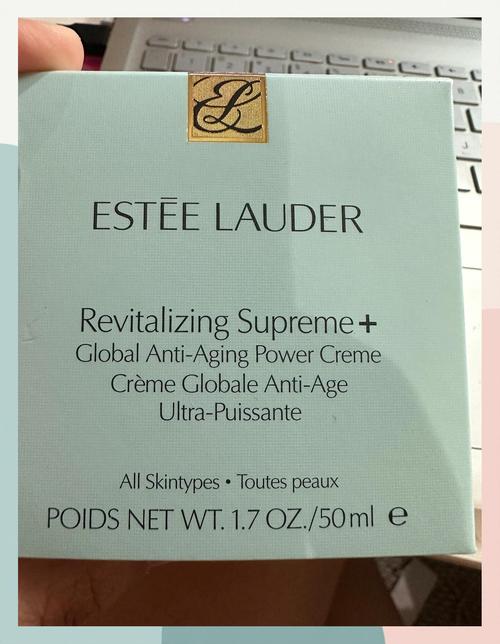 EL
ESTĒE LAUDER
Revitalizing Supreme+
Global Anti-Aging Power Creme
Crème Globale Anti-Age
Ultra-Puissante
All Skintypes • Toutes peaux
POIDS NET WT. 1.7 OZ./50 ml e